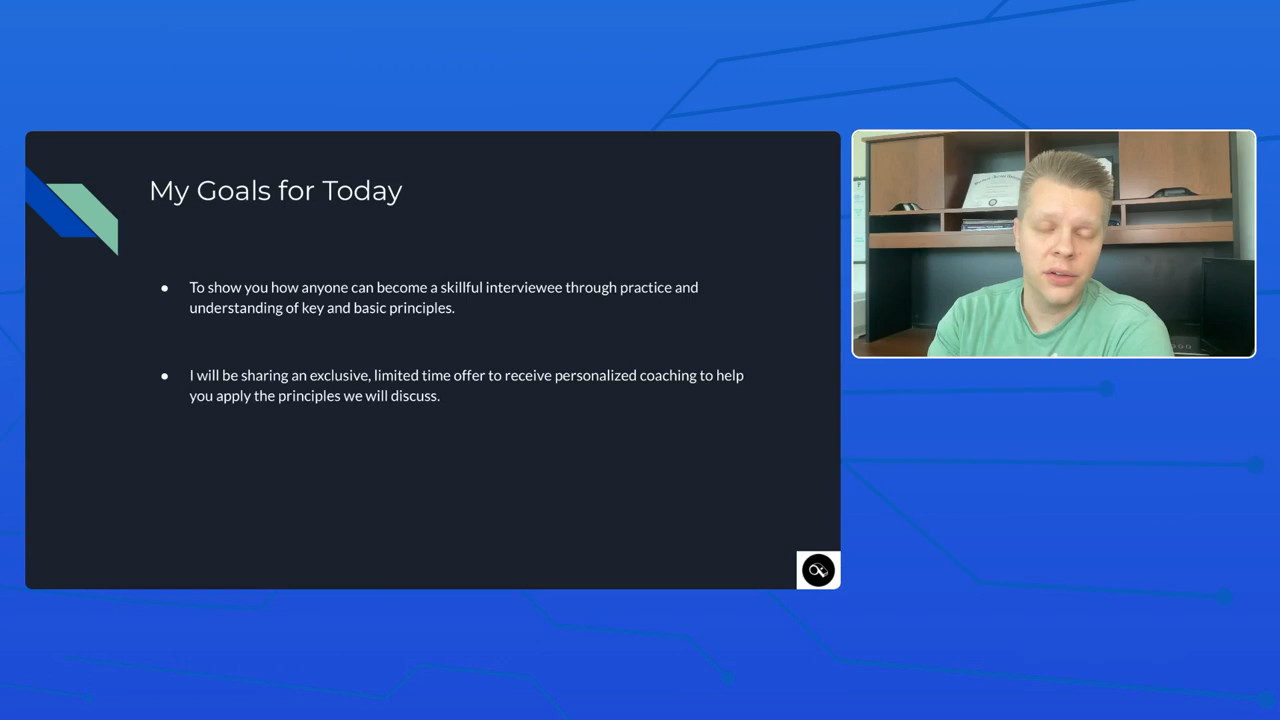 My Goals for Today
● To show you how anyone can become a skillful interviewee through practice and
understanding of key and basic principles.
● I will be sharing an exclusive, limited time offer to receive personalized coaching to help
you apply the principles we will discuss.